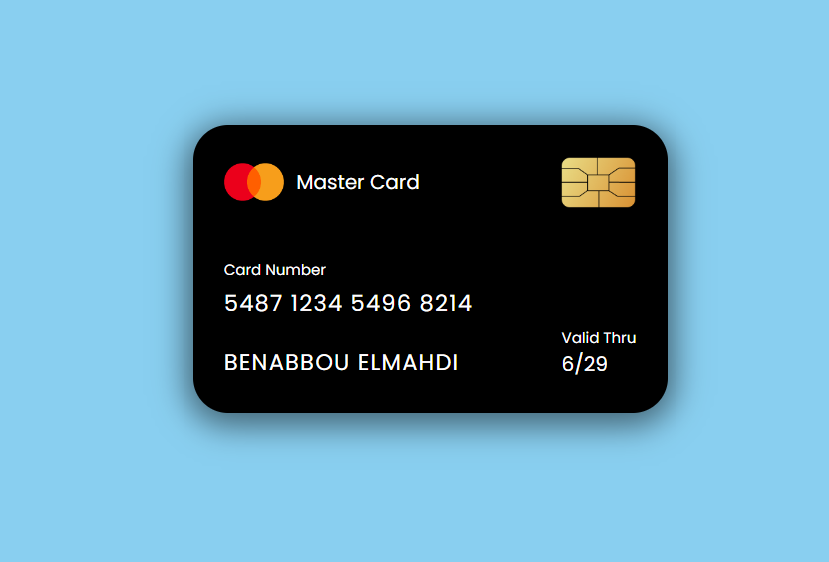 Master Card
Card Number
5487 1234 5496 8214
Valid Thru
BENABBOU ELMAHDI
6/29